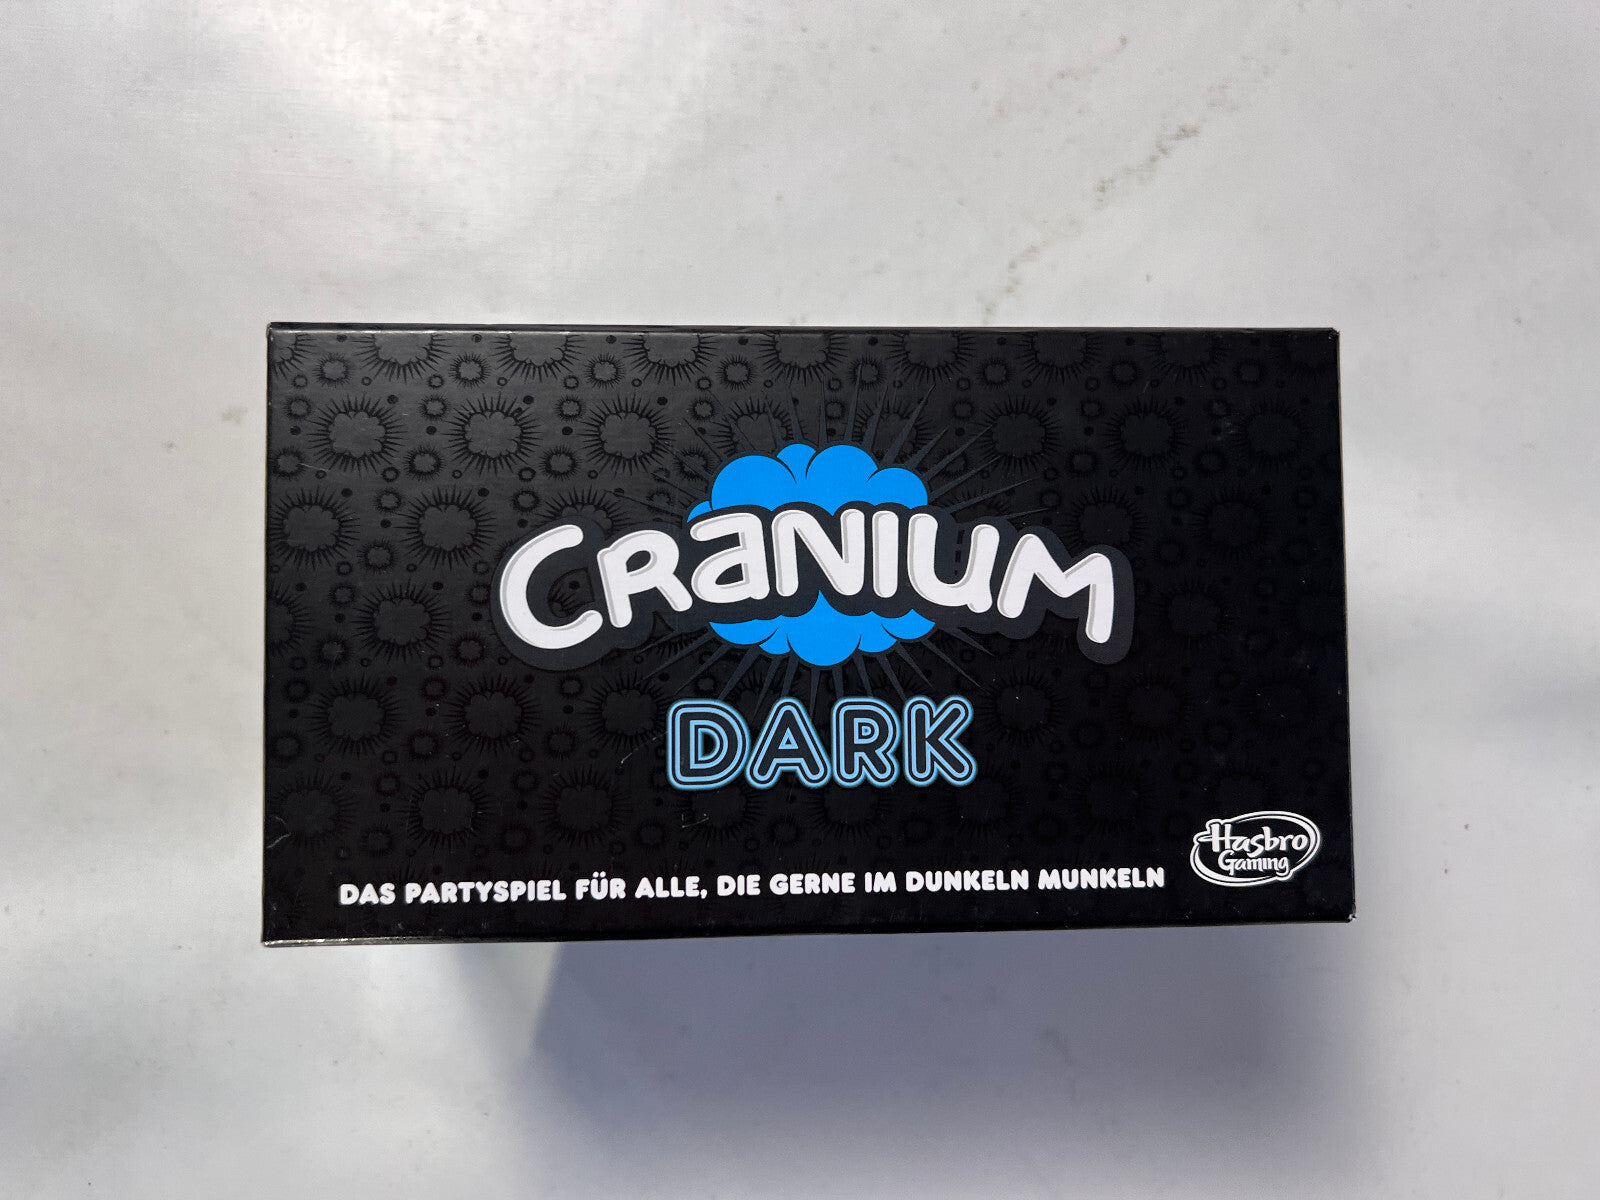 CRANIUM
DARK
Hasbro
Gaming
DAS PARTYSPIEL FÜR ALLE, DIE GERNE IM DUNKELN MUNKELN